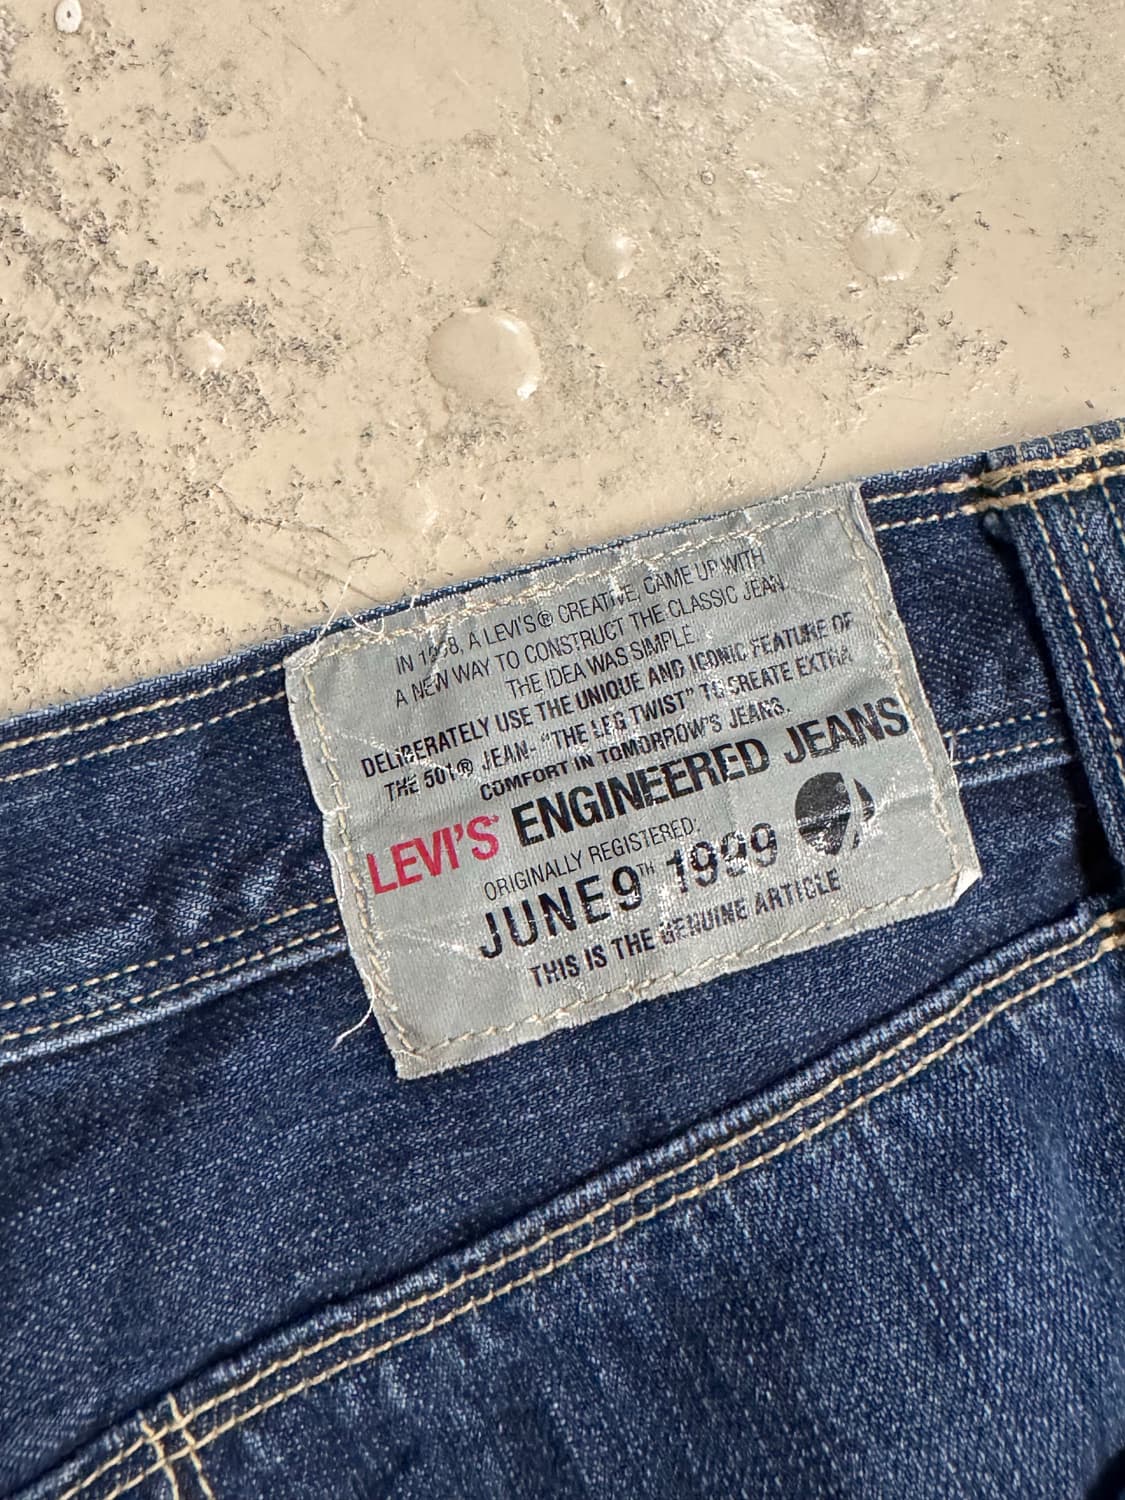 IN 1998, A LEVI'S® CREATIVE, CAME UP WITH
A NEW WAY TO CONSTRUCT THE CLASSIC JEAN.
THE IDEA WAS SIMPLE.
DELIBERATELY USE THE UNIQUE AND ICONIC FEATURE OF
THE 501® JEAN- "THE LEG TWIST" TO CREATE EXTRA
COMFORT IN TOMORROW'S JEANS.
LEVI'S® ENGINEERED JEANS
ORIGINALLY REGISTERED:
JUNE 9TH 1999
THIS IS THE GENUINE ARTICLE